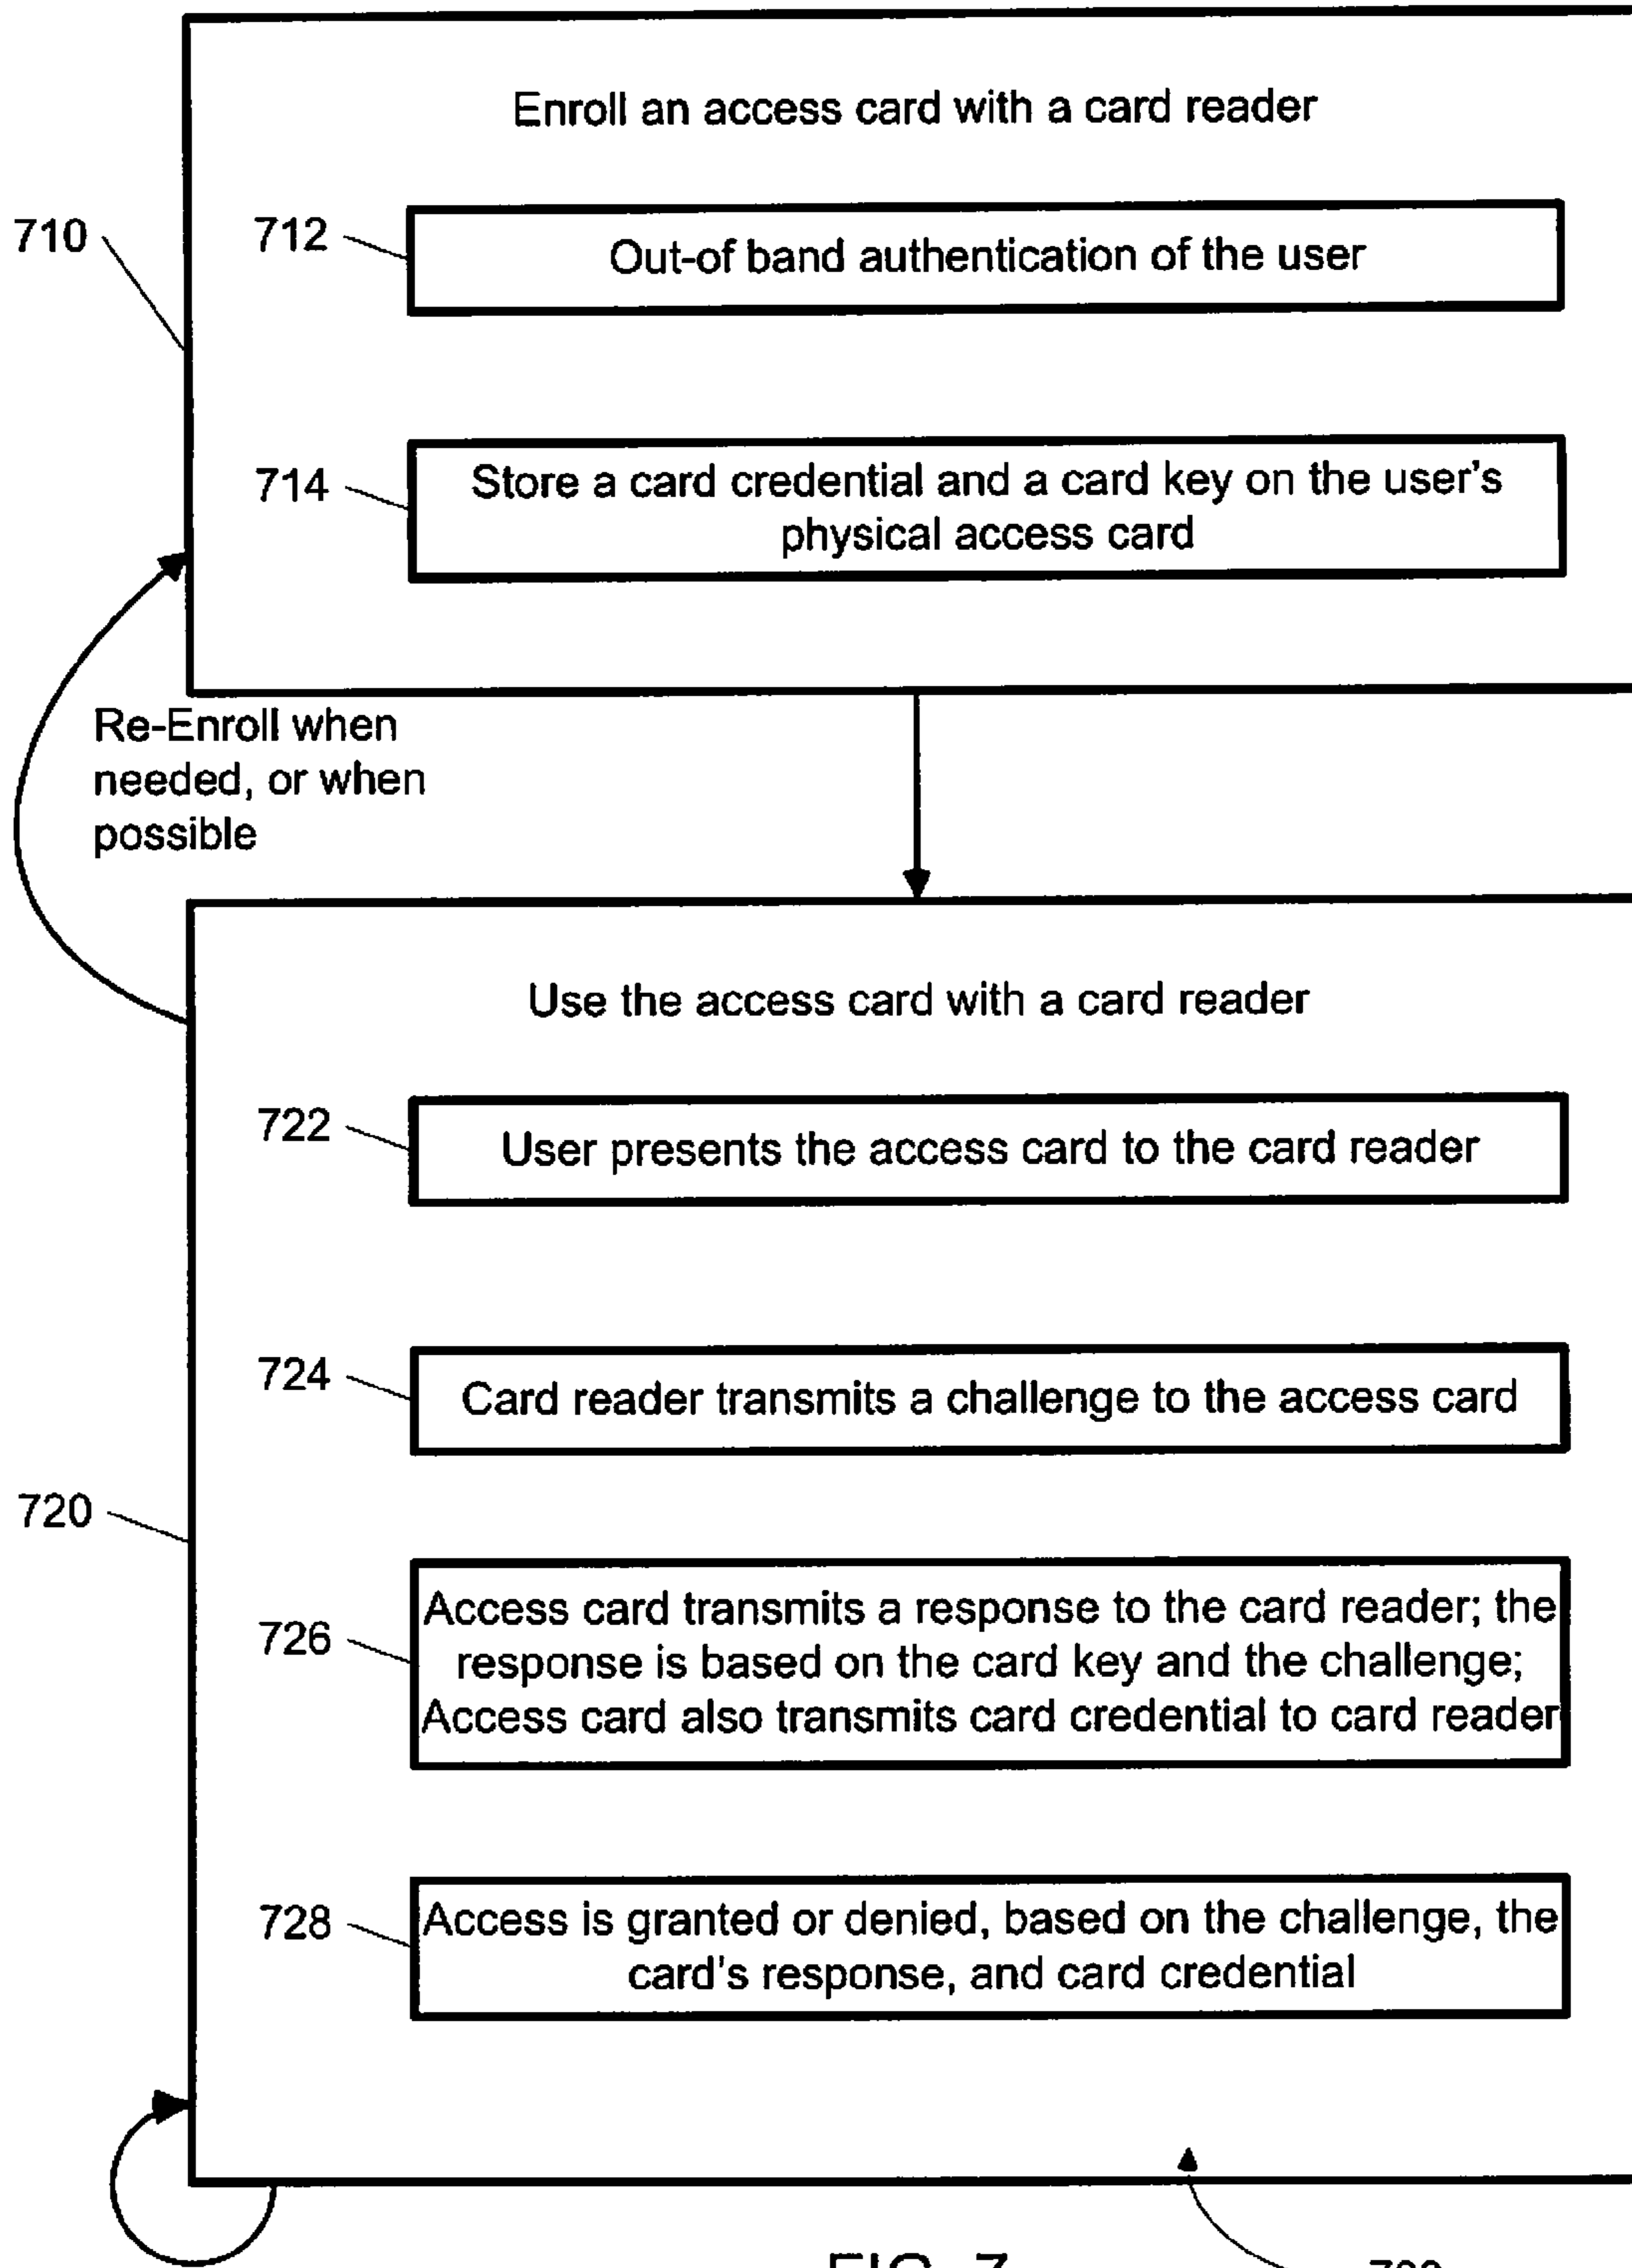 Enroll an access card with a card reader
710
712
Out-of band authentication of the user
714
Store a card credential and a card key on the user's
physical access card
Re-Enroll when
needed, or when
possible
Use the access card with a card reader
722
User presents the access card to the card reader
724
Card reader transmits a challenge to the access card
720
726
Access card transmits a response to the card reader; the
response is based on the card key and the challenge;
Access card also transmits card credential to card reader
728
Access is granted or denied, based on the challenge, the
card's response, and card credential
FIG. 7